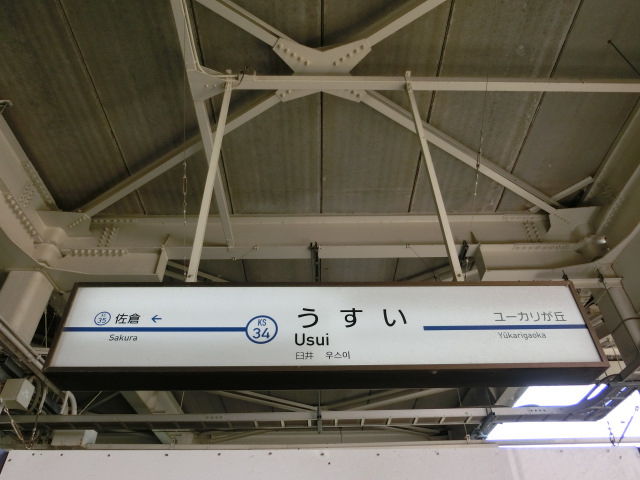 KS
35
佐倉 ←
Sakura
KS
34
うすい
Usui
臼井 우스이
ユーカリが丘
Yūkarigaoka